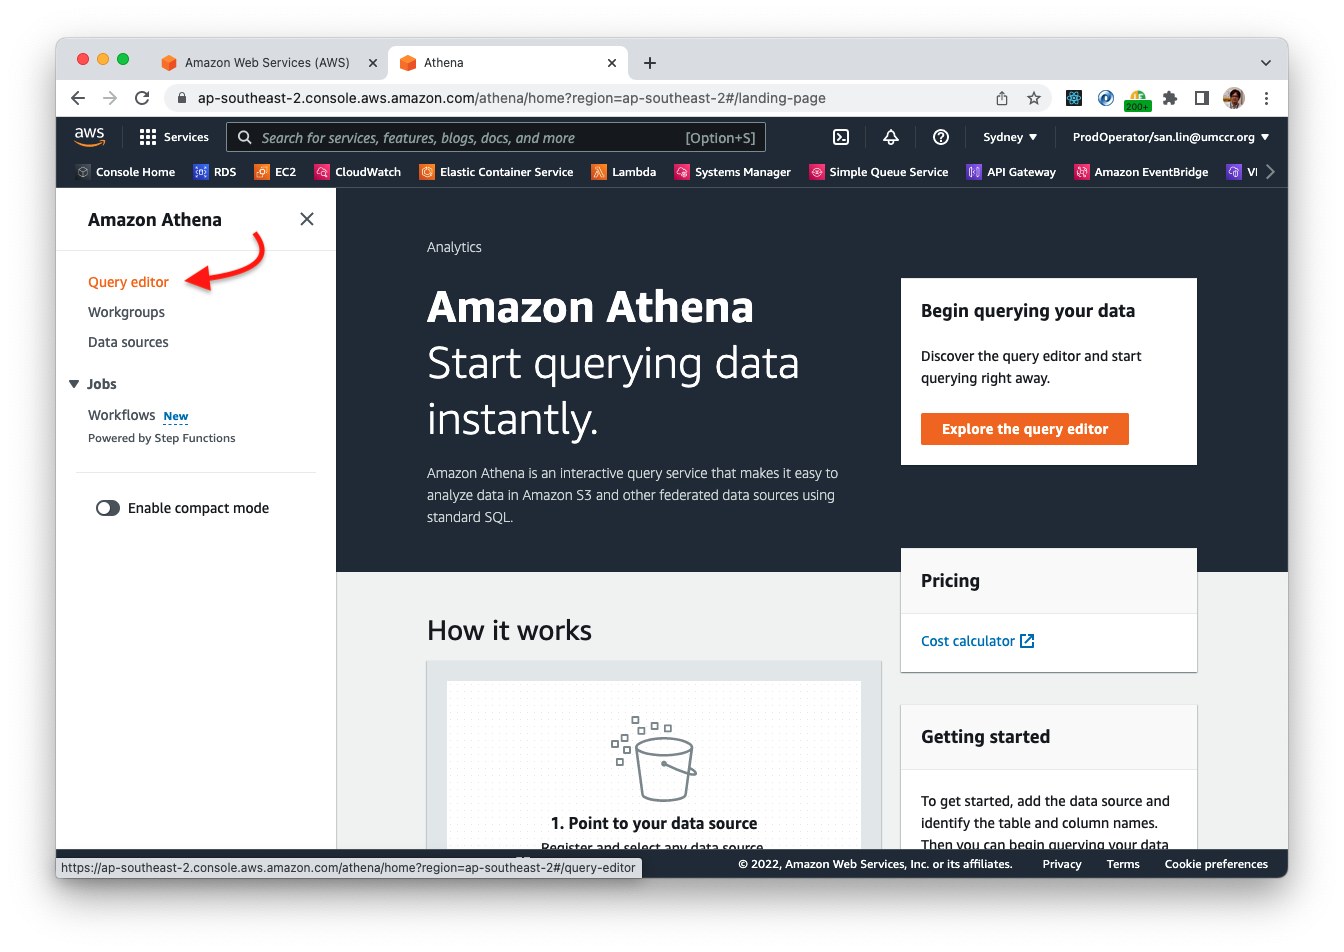 Amazon Web Services (AWS)
Athena
ap-southeast-2.console.aws.amazon.com/athena/home?region=ap-southeast-2#/landing-page
200+
aws
Services
Search for services, features, blogs, docs, and more
[Option+S]
Sydney
ProdOperator/san.lin@umccr.org
Console Home
RDS
EC2
CloudWatch
Elastic Container Service
Lambda
Systems Manager
Simple Queue Service
API Gateway
Amazon EventBridge
Amazon Athena
Query editor
Workgroups
Data sources
Jobs
Workflows New
Powered by Step Functions
Enable compact mode
Analytics
Amazon Athena
Start querying data
instantly.
Amazon Athena is an interactive query service that makes it easy to
analyze data in Amazon S3 and other federated data sources using
standard SQL.
Begin querying your data
Discover the query editor and start
querying right away.
Explore the query editor
Pricing
Cost calculator
How it works
1. Point to your data source
Register and select any data source
Getting started
To get started, add the data source and
identify the table and column names.
Then you can begin querying your data
https://ap-southeast-2.console.aws.amazon.com/athena/home?region=ap-southeast-2#/query-editor
© 2022, Amazon Web Services, Inc. or its affiliates.
Privacy
Terms
Cookie preferences